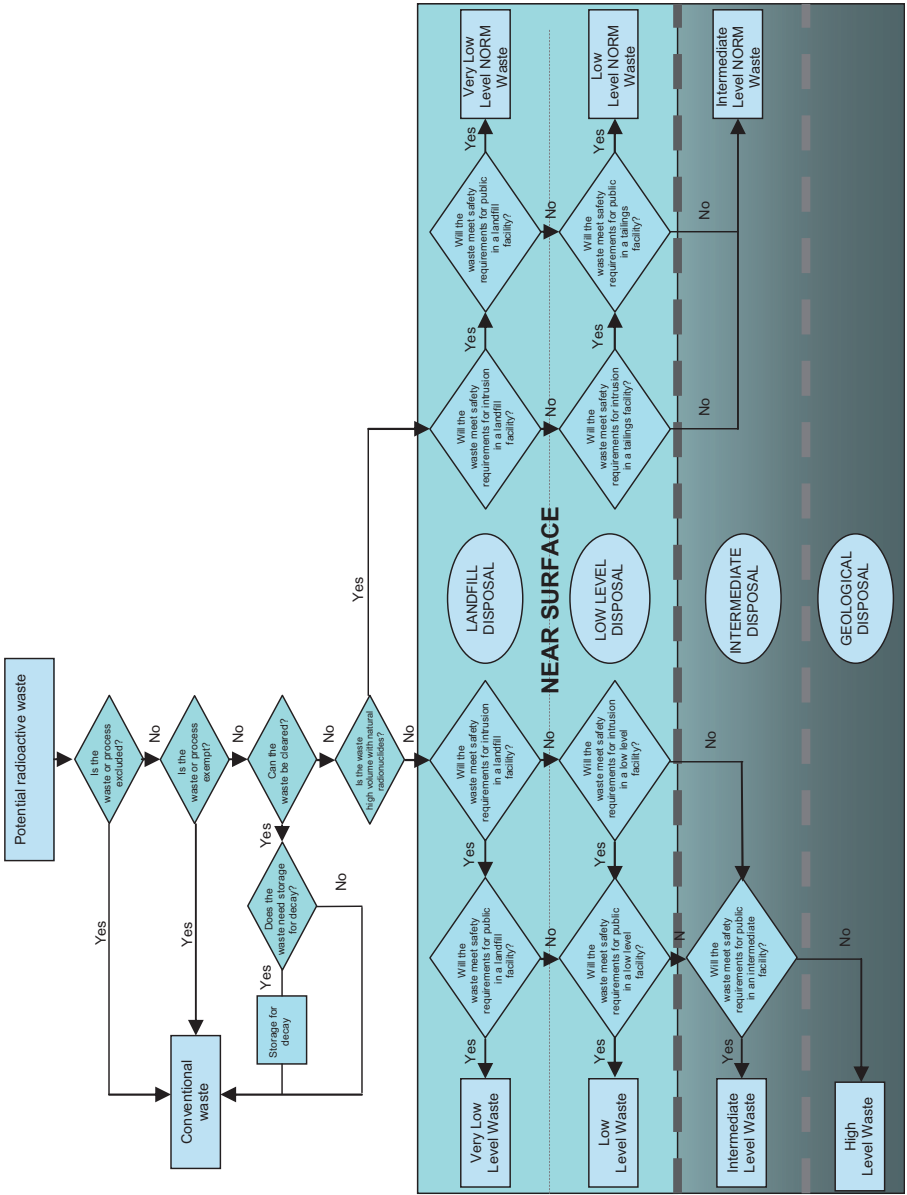 Potential radioactive waste
Is the
waste or process
excluded?
Yes
No
Is the
waste or process
exempt?
Yes
No
Can the
waste be cleared?
Yes
No
Does the
waste need storage
for decay?
Yes
No
Storage for
decay
Conventional
waste
Is the waste
high volume with natural
radionuclides?
Yes
No
Will the
waste meet safety
requirements for intrusion
in a landfill
facility?
Yes
No
Will the
waste meet safety
requirements for public
in a landfill
facility?
Yes
No
Very Low
Level Waste
LANDFILL
DISPOSAL
Will the
waste meet safety
requirements for intrusion
in a landfill
facility?
Yes
No
Will the
waste meet safety
requirements for public
in a landfill
facility?
Yes
No
Very Low
Level NORM
Waste
NEAR SURFACE
Will the
waste meet safety
requirements for intrusion
in a low level
facility?
Yes
No
Will the
waste meet safety
requirements for public
in a low level
facility?
Yes
N
Low
Level Waste
LOW LEVEL
DISPOSAL
Will the
waste meet safety
requirements for intrusion
in a tailings facility?
Yes
No
Will the
waste meet safety
requirements for public
in a tailings
facility?
Yes
No
Low
Level NORM
Waste
Will the
waste meet safety
requirements for public
in an intermediate
facility?
Yes
No
Intermediate
Level Waste
INTERMEDIATE
DISPOSAL
Intermediate
Level NORM
Waste
High
Level Waste
GEOLOGICAL
DISPOSAL